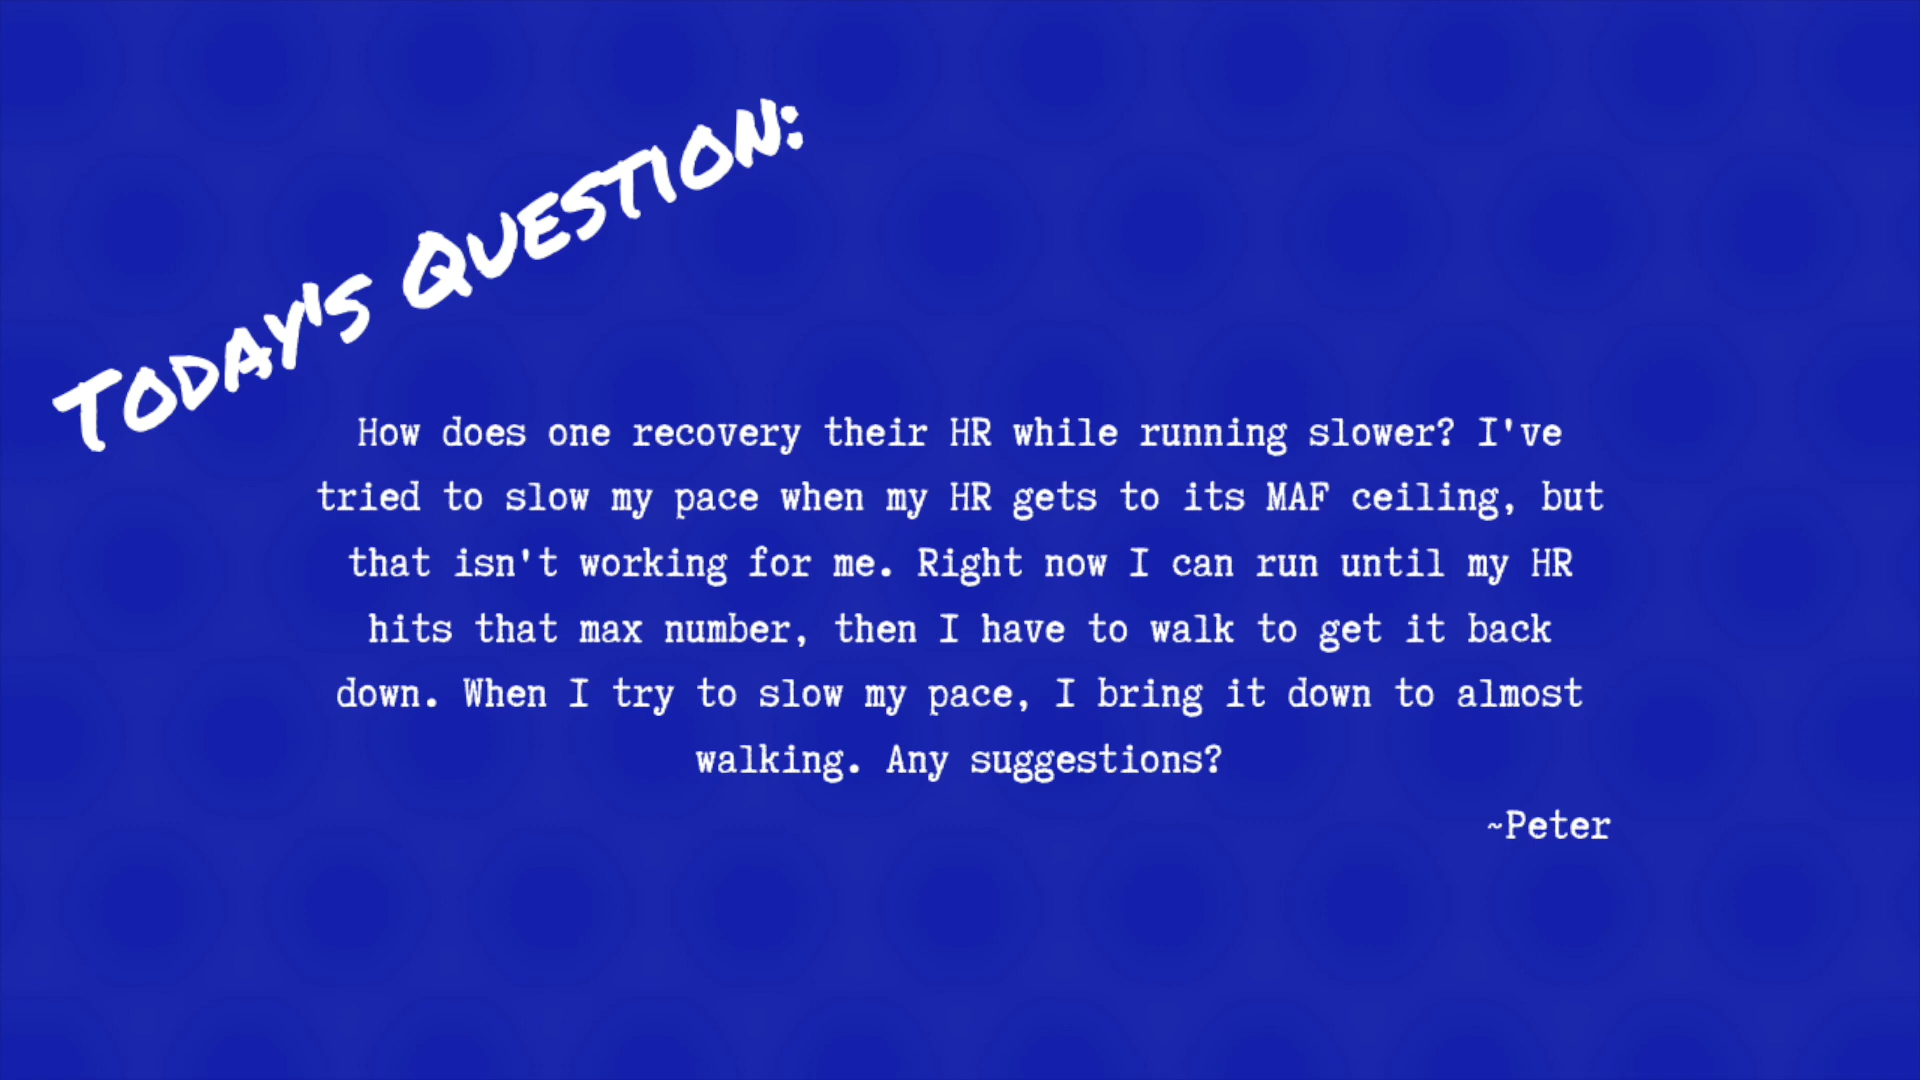 Today's Question:
How does one recovery their HR while running slower? I've
tried to slow my pace when my HR gets to its MAF ceiling, but
that isn't working for me. Right now I can run until my HR
hits that max number, then I have to walk to get it back
down. When I try to slow my pace, I bring it down to almost
walking. Any suggestions?
~Peter